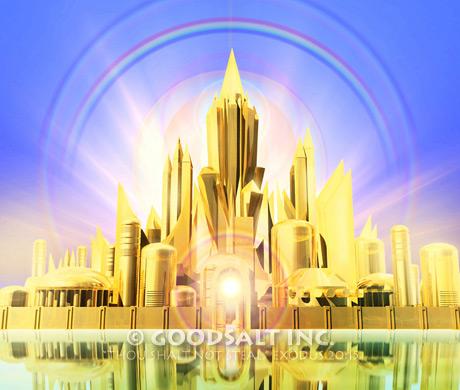 © GOODSALT INC
THOU SHALT NOT STEAL - EXODUS 20:15